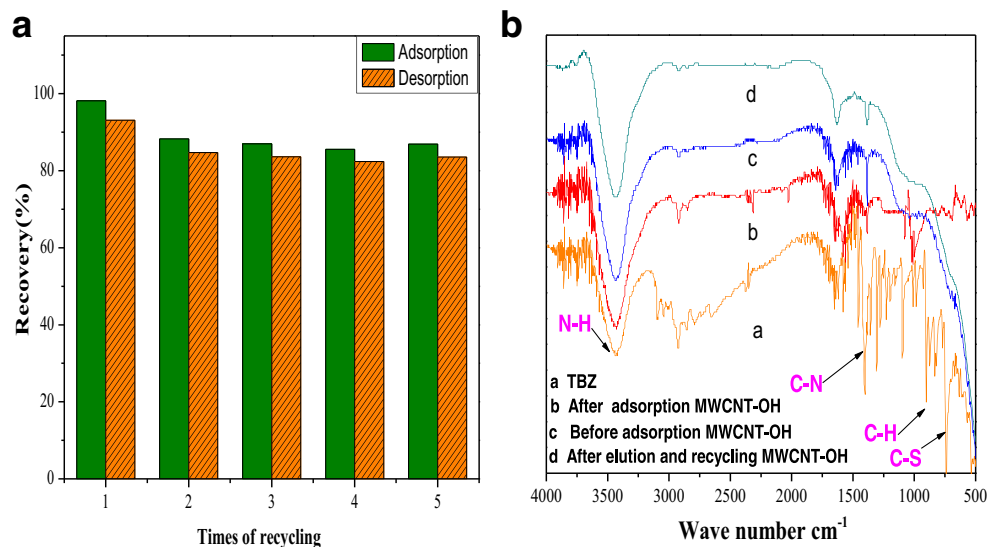 a
Adsorption
Desorption
100
80
60
40
20
0
Recovery(%)
1 2 3 4 5
Times of recycling
b
d
c
b
a
N-H
C-N
C-H
C-S
a TBZ
b After adsorption MWCNT-OH
c Before adsorption MWCNT-OH
d After elution and recycling MWCNT-OH
4000 3500 3000 2500 2000 1500 1000 500
Wave number cm-1